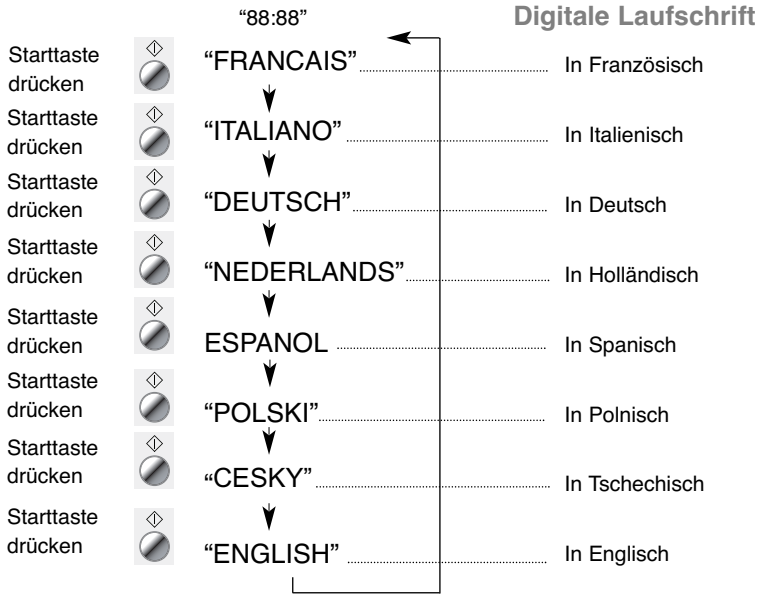 “88:88” Digitale Laufschrift
Starttaste
drücken
“FRANCAIS” In Französisch
Starttaste
drücken
“ITALIANO” In Italienisch
Starttaste
drücken
“DEUTSCH” In Deutsch
Starttaste
drücken
“NEDERLANDS” In Holländisch
Starttaste
drücken
ESPANOL In Spanisch
Starttaste
drücken
“POLSKI” In Polnisch
Starttaste
drücken
“CESKY” In Tschechisch
Starttaste
drücken
“ENGLISH” In Englisch